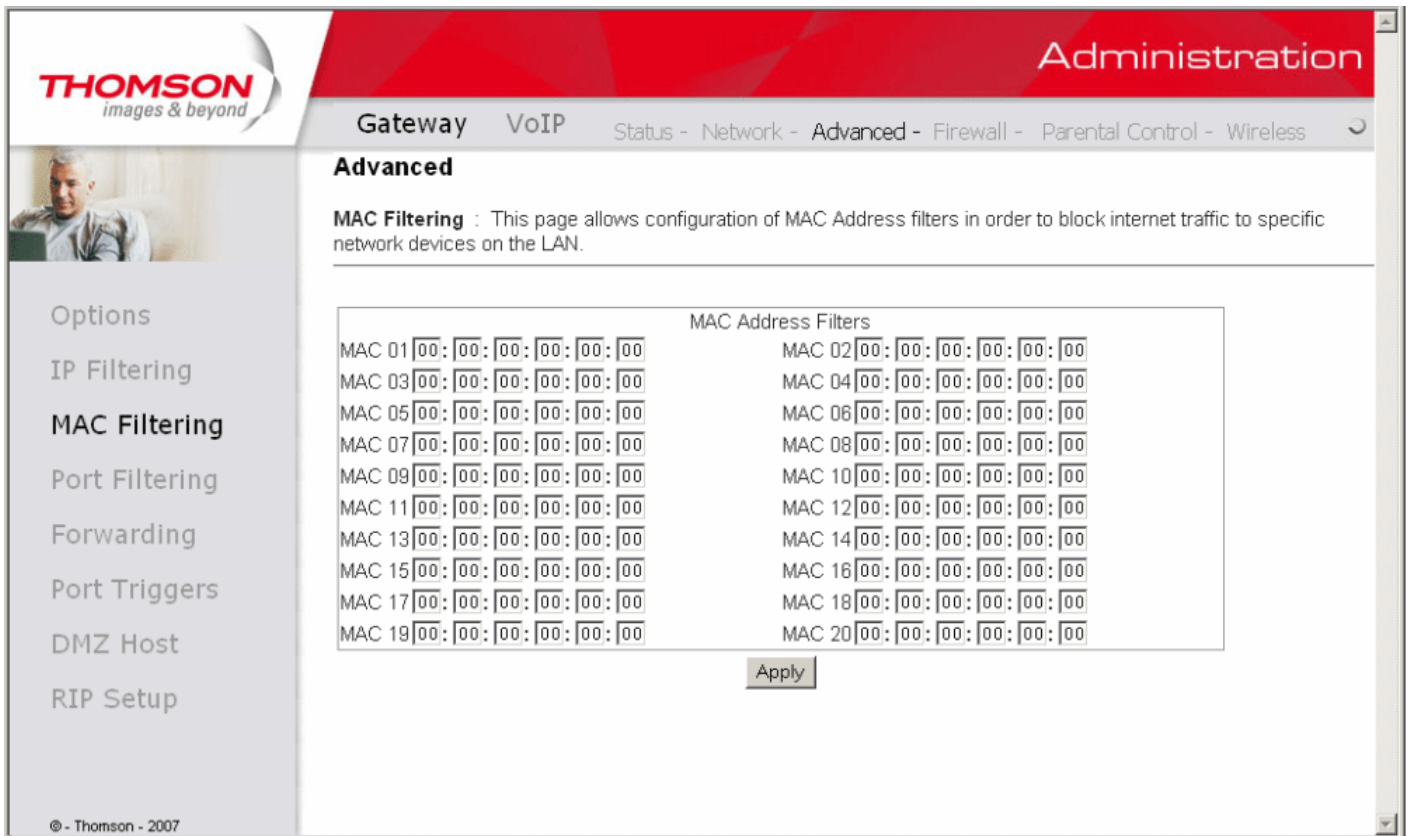 THOMSON
images & beyond
Administration
Gateway VoIP Status - Network - Advanced - Firewall - Parental Control - Wireless
Advanced
MAC Filtering : This page allows configuration of MAC Address filters in order to block internet traffic to specific
network devices on the LAN.
Options
IP Filtering
MAC Filtering
Port Filtering
Forwarding
Port Triggers
DMZ Host
RIP Setup
MAC Address Filters
MAC 01 00: 00: 00: 00: 00: 00 MAC 02 00: 00: 00: 00: 00: 00
MAC 03 00: 00: 00: 00: 00: 00 MAC 04 00: 00: 00: 00: 00: 00
MAC 05 00: 00: 00: 00: 00: 00 MAC 06 00: 00: 00: 00: 00: 00
MAC 07 00: 00: 00: 00: 00: 00 MAC 08 00: 00: 00: 00: 00: 00
MAC 09 00: 00: 00: 00: 00: 00 MAC 10 00: 00: 00: 00: 00: 00
MAC 11 00: 00: 00: 00: 00: 00 MAC 12 00: 00: 00: 00: 00: 00
MAC 13 00: 00: 00: 00: 00: 00 MAC 14 00: 00: 00: 00: 00: 00
MAC 15 00: 00: 00: 00: 00: 00 MAC 16 00: 00: 00: 00: 00: 00
MAC 17 00: 00: 00: 00: 00: 00 MAC 18 00: 00: 00: 00: 00: 00
MAC 19 00: 00: 00: 00: 00: 00 MAC 20 00: 00: 00: 00: 00: 00
Apply
© - Thomson - 2007